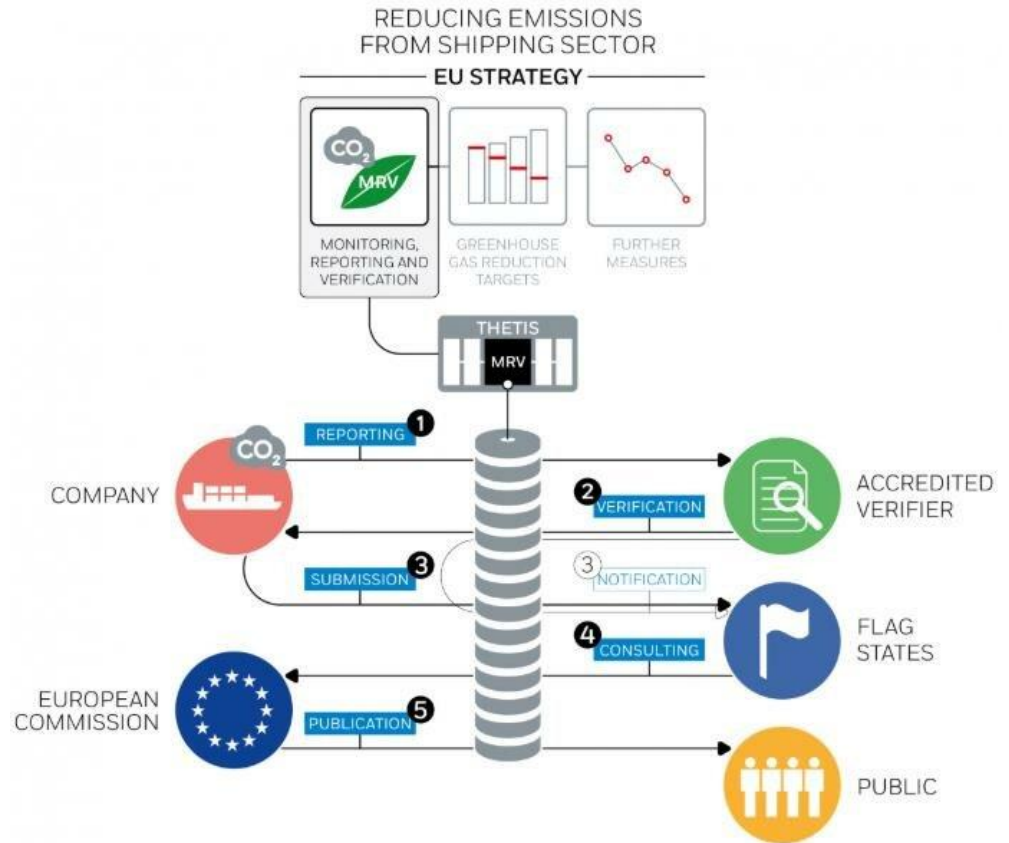 REDUCING EMISSIONS
FROM SHIPPING SECTOR
EU STRATEGY
CO2
MRV
MONITORING,
REPORTING AND
VERIFICATION
GREENHOUSE
GAS REDUCTION
TARGETS
FURTHER
MEASURES
THETIS
MRV
REPORTING 1
CO2
COMPANY
ACCREDITED
VERIFIER
2 VERIFICATION
SUBMISSION 3
3 NOTIFICATION
FLAG
STATES
4 CONSULTING
EUROPEAN
COMMISSION
PUBLICATION 5
PUBLIC